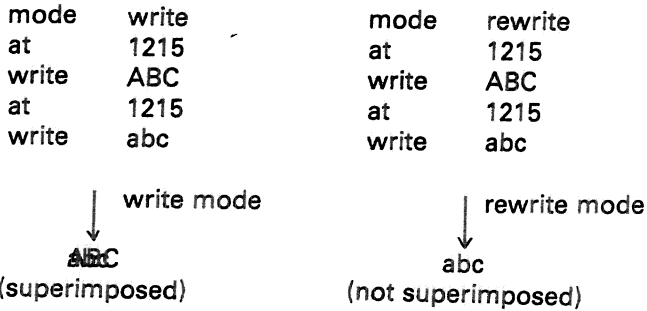 mode write
at 1215
write ABC
at 1215
write abc
write mode
(superimposed)
mode rewrite
at 1215
write ABC
at 1215
write abc
rewrite mode
abc
(not superimposed)